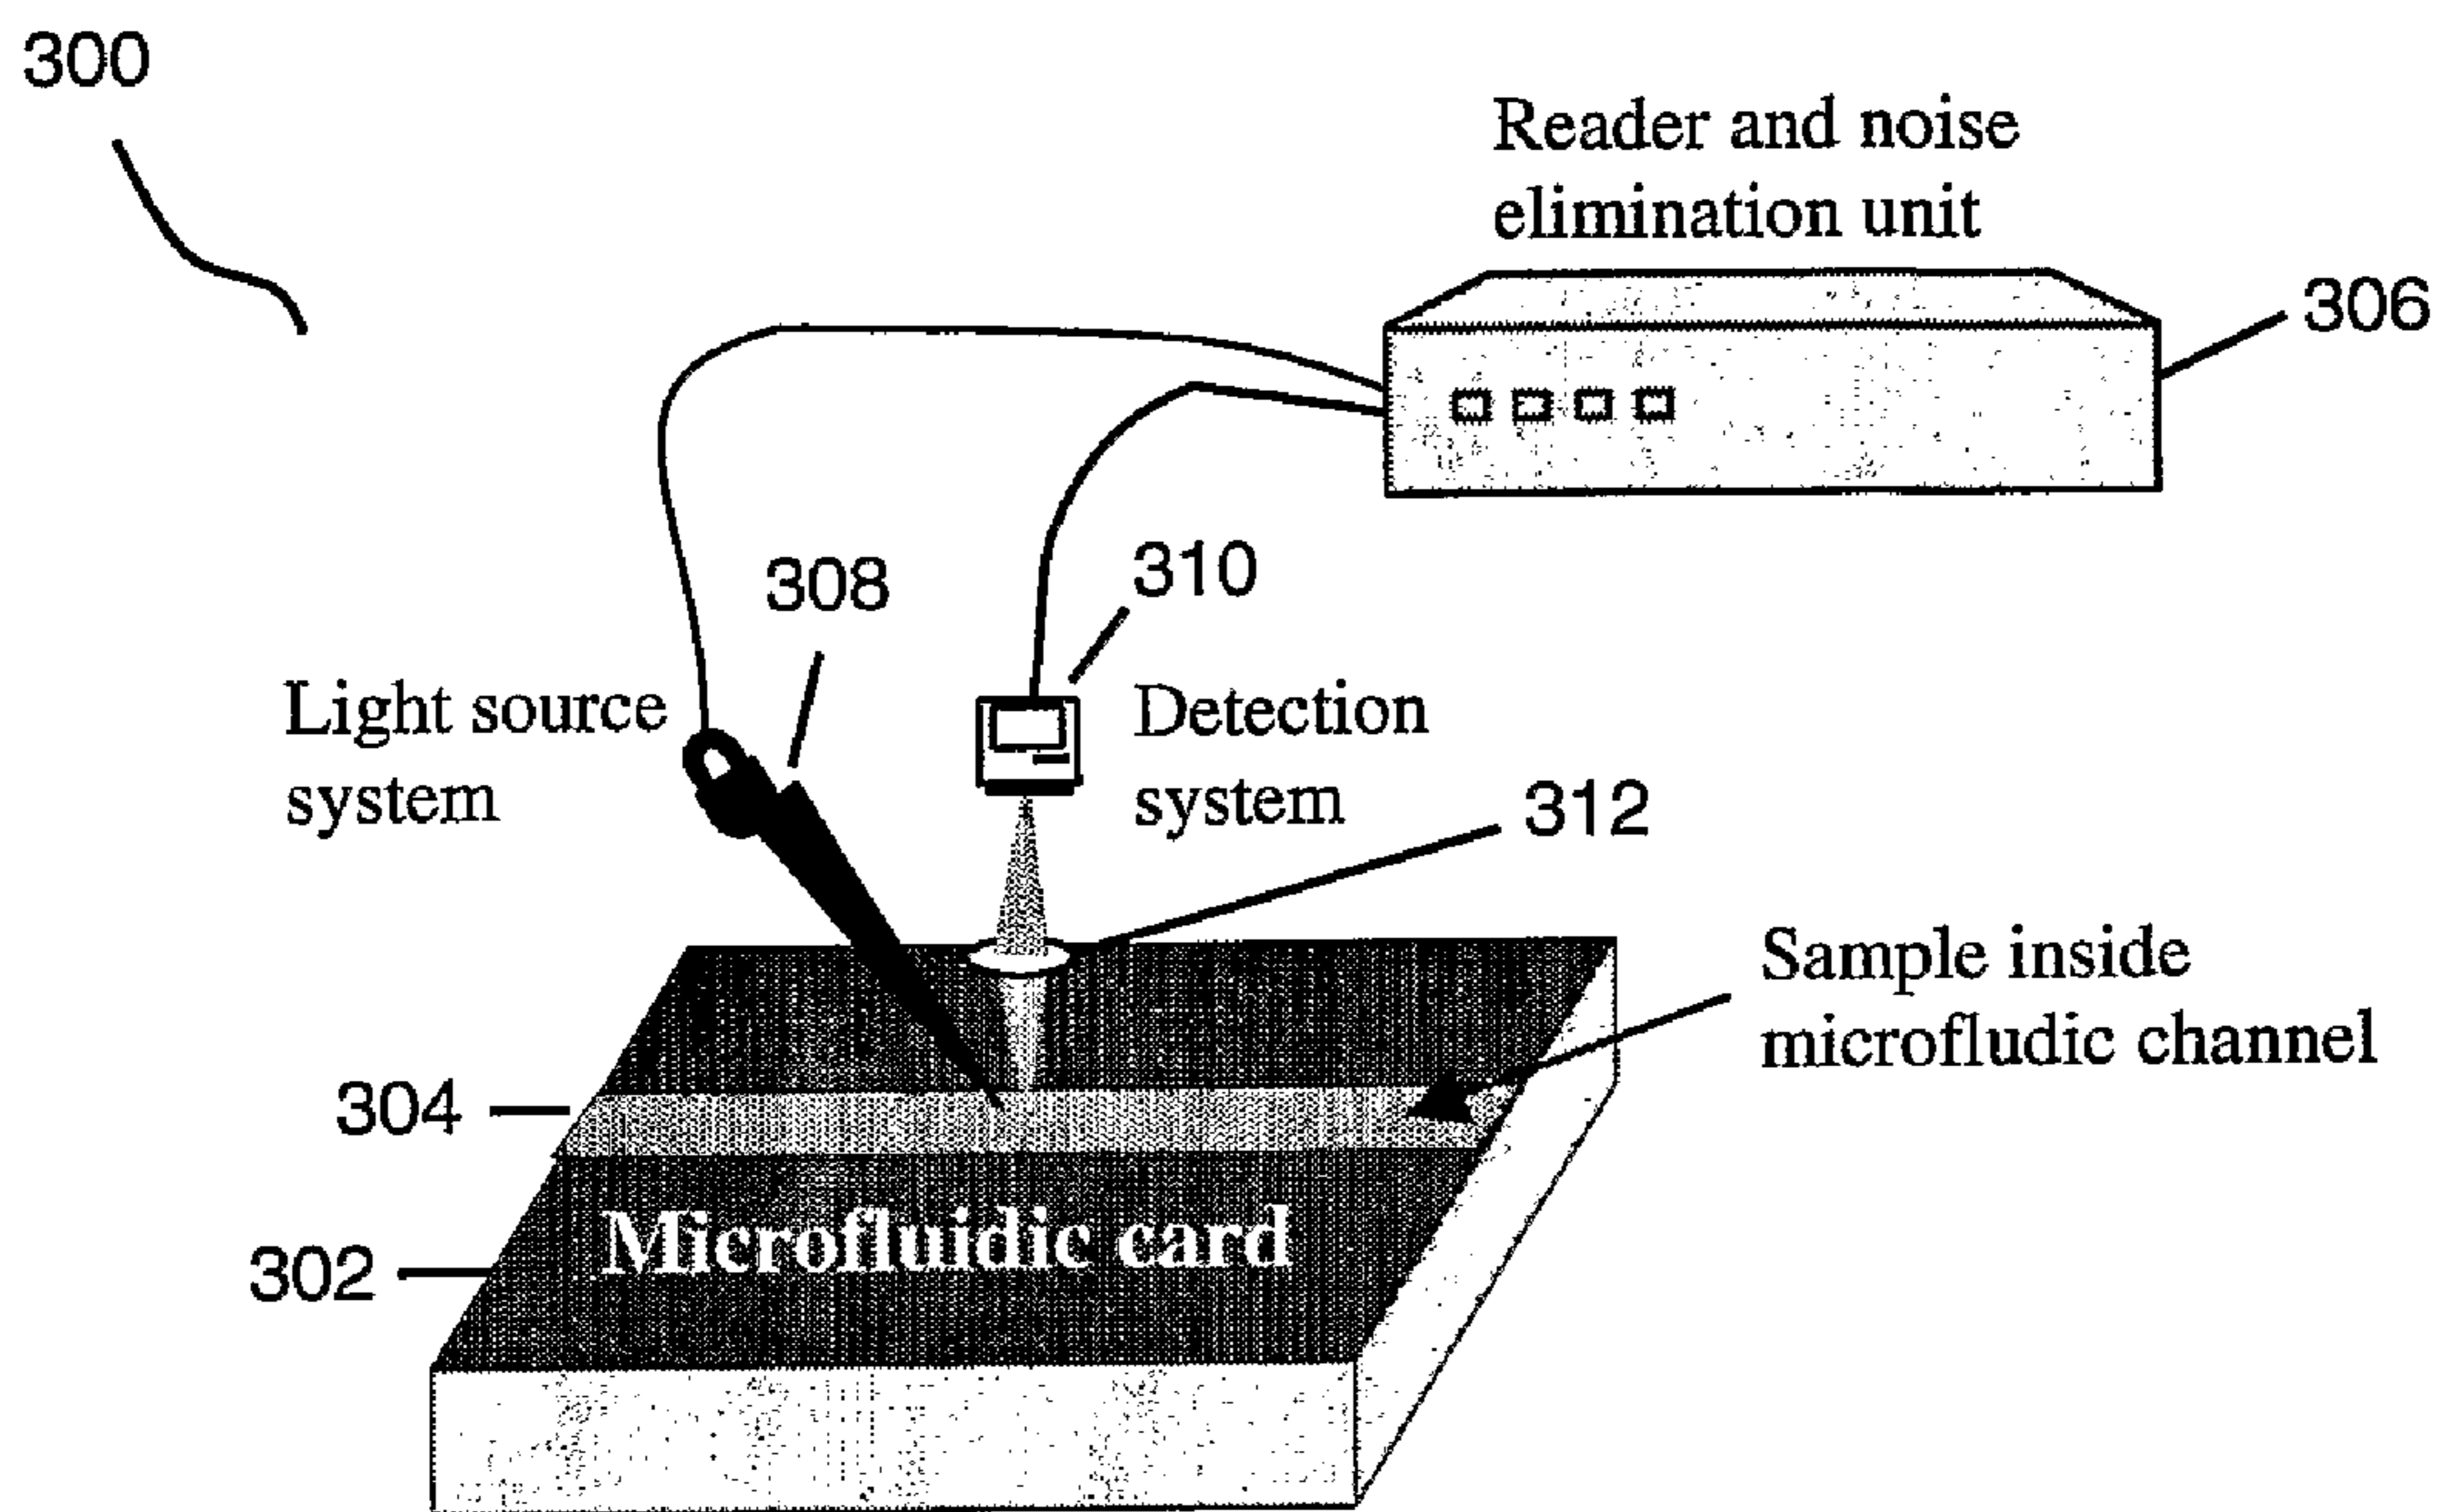 300
Reader and noise
elimination unit
306
308
310
Light source
system
Detection
system
312
Sample inside
microfludic channel
304
Microfluidic card
302